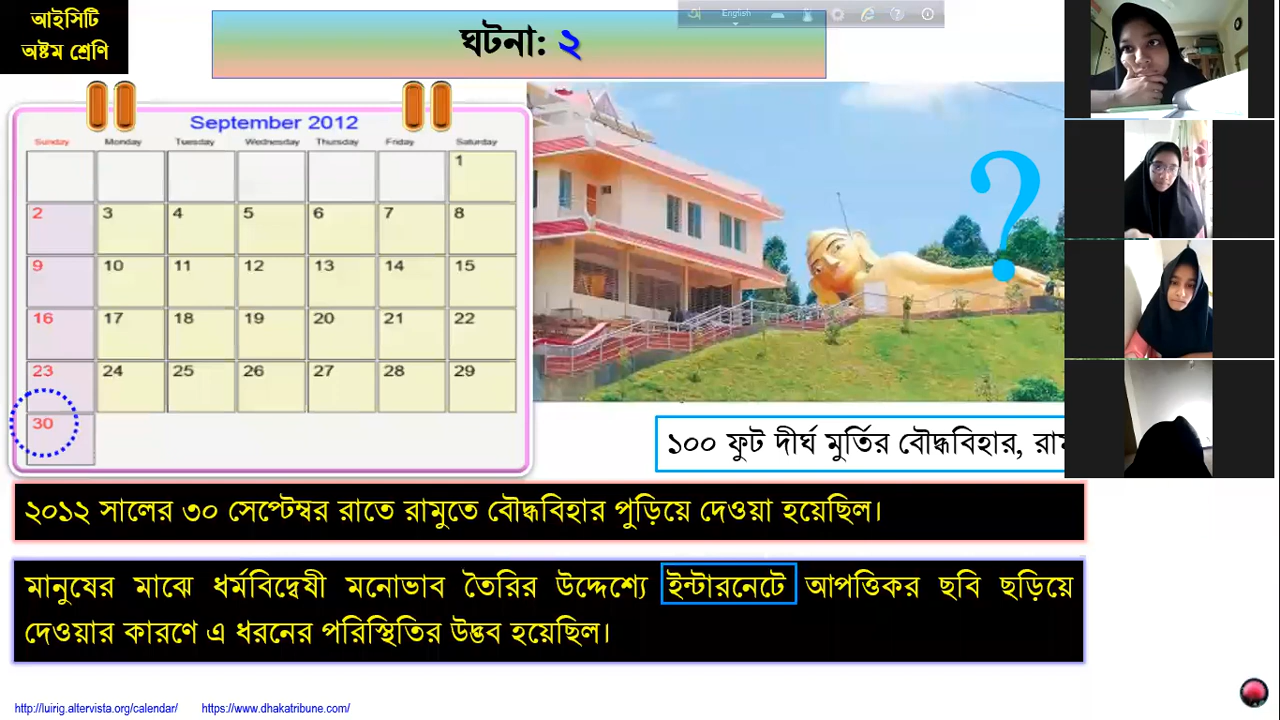 আইসিটি
অষ্টম শ্রেণি
ঘটনা: ২
English
September 2012
Sunday Monday Tuesday Wednesday Thursday Friday Saturday
1
2 3 4 5 6 7 8
9 10 11 12 13 14 15
16 17 18 19 20 21 22
23 24 25 26 27 28 29
30
?
১০০ ফুট দীর্ঘ মুর্তির বৌদ্ধবিহার,
২০১২ সালের ৩০ সেপ্টেম্বর রাতে রামুতে বৌদ্ধবিহার পুড়িয়ে দেওয়া হয়েছিল।
মানুষের মাঝে ধর্মবিদ্বেষী মনোভাব তৈরির উদ্দেশ্যে ইন্টারনেটে আপত্তিকর ছবি ছড়িয়ে
দেওয়ার কারণে এ ধরনের পরিস্থিতির উদ্ভব হয়েছিল।
http://luirig.altervista.org/calendar/ https://www.dhakatribune.com/